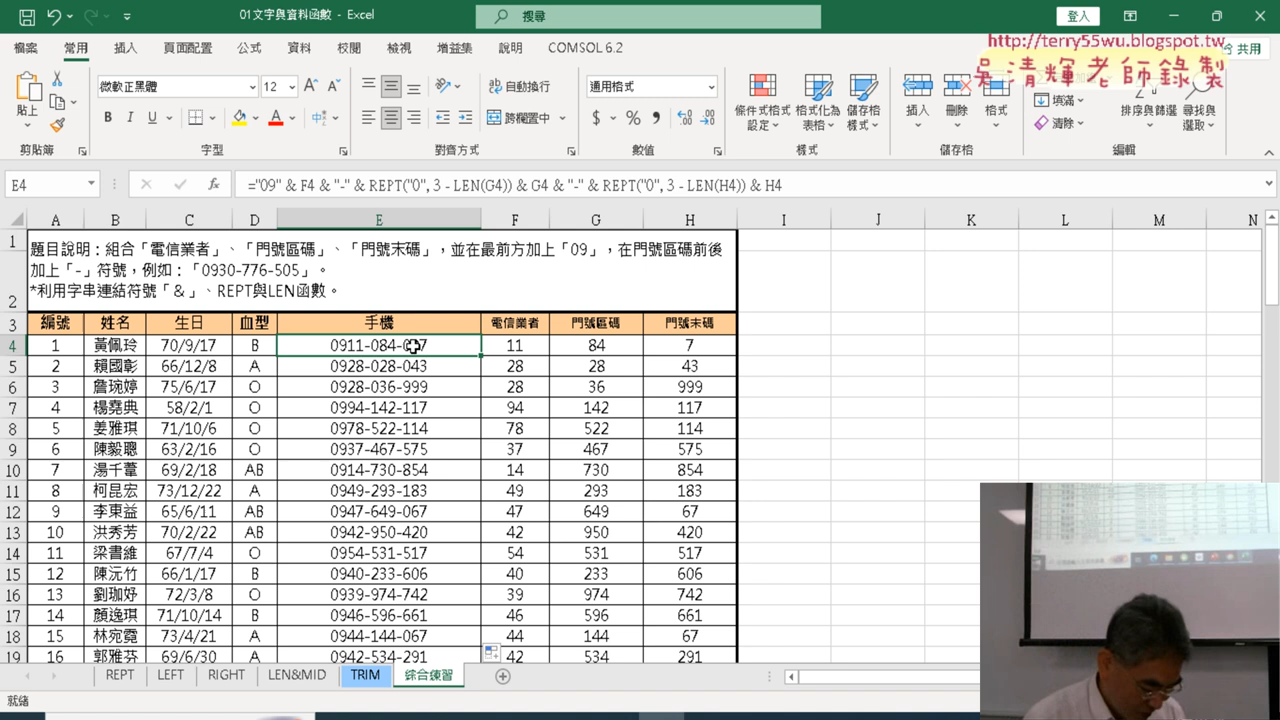 01文字與資料函數 - Excel
搜尋
登入
檔案 常用 插入 頁面配置 公式 資料 校閱 檢視 增益集 說明 COMSOL 6.2 共用
http://terry55wu.blogspot.tw
吳清輝老師錄製
貼上 微軟正黑體 12 自動換行 通用格式 插入 刪除 格式 填滿 排序與篩選 尋找與選取
B I U 跨欄置中 $ % 條件式格式設定 格式化為表格 儲存格樣式 清除
剪貼簿 字型 對齊方式 數值 樣式 儲存格 編輯
E4 fx ="09" & F4 & "-" & REPT("0", 3 - LEN(G4)) & G4 & "-" & REPT("0", 3 - LEN(H4)) & H4
A B C D E F G H I J K L M N
1 題目說明：組合「電信業者」、「門號區碼」、「門號末碼」，並在最前方加上「09」，在門號區碼前後
加上「-」符號，例如：「0930-776-505」。
2 *利用字串連結符號「&」、REPT與LEN函數。
3 編號 姓名 生日 血型 手機 電信業者 門號區碼 門號末碼
4 1 黃佩玲 70/9/17 B 0911-084-007 11 84 7
5 2 賴國彰 66/12/8 A 0928-028-043 28 28 43
6 3 詹琬婷 75/6/17 O 0928-036-999 28 36 999
7 4 楊堯典 58/2/1 O 0994-142-117 94 142 117
8 5 姜雅琪 71/10/6 O 0978-522-114 78 522 114
9 6 陳毅聰 63/2/16 O 0937-467-575 37 467 575
10 7 湯千葦 69/2/18 AB 0914-730-854 14 730 854
11 8 柯昆宏 73/12/22 A 0949-293-183 49 293 183
12 9 李東益 65/6/11 AB 0947-649-067 47 649 67
13 10 洪秀芳 70/2/22 AB 0942-950-420 42 950 420
14 11 梁書維 67/7/4 O 0954-531-517 54 531 517
15 12 陳沅竹 66/1/17 B 0940-233-606 40 233 606
16 13 劉珈妤 72/3/8 O 0939-974-742 39 974 742
17 14 顏逸琪 71/10/14 B 0946-596-661 46 596 661
18 15 林宛霓 73/4/21 A 0944-144-067 44 144 67
19 16 郭雅芬 69/6/30 A 0942-534-291 42 534 291
REPT LEFT RIGHT LEN&MID TRIM 綜合練習
就緒